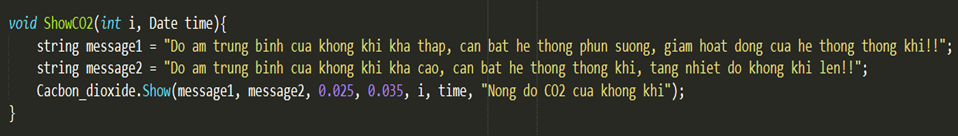 void ShowCO2(int i, Date time){
    string message1 = "Do am trung binh cua khong khi kha thap, can bat he thong phun suong, giam hoat dong cua he thong thong khi!!";
    string message2 = "Do am trung binh cua khong khi kha cao, can bat he thong thong khi, tang nhiet do khong khi len!!";
    Cacbon_dioxide.Show(message1, message2, 0.025, 0.035, i, time, "Nong do CO2 cua khong khi");
}